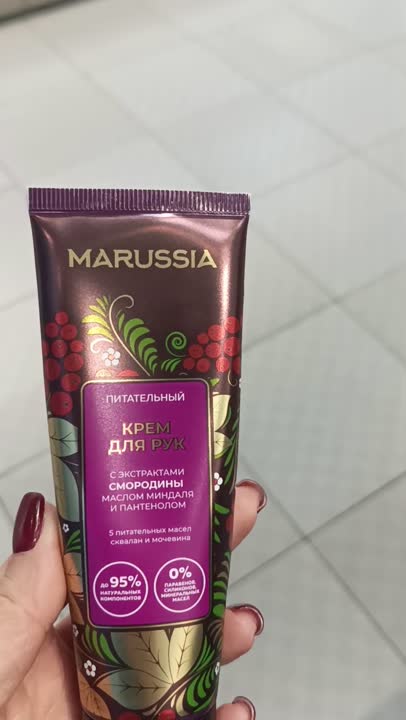 MARUSSIA
ПИТАТЕЛЬНЫЙ
КРЕМ
ДЛЯ РУК
С ЭКСТРАКТАМИ
СМОРОДИНЫ
МАСЛОМ МИНДАЛЯ
И ПАНТЕНОЛОМ
5 питательных масел
сквалан и мочевина
ДО 95%
НАТУРАЛЬНЫХ
КОМПОНЕНТОВ
0%
ПАРАБЕНОВ,
СИЛИКОНОВ,
МИНЕРАЛЬНЫХ
МАСЕЛ